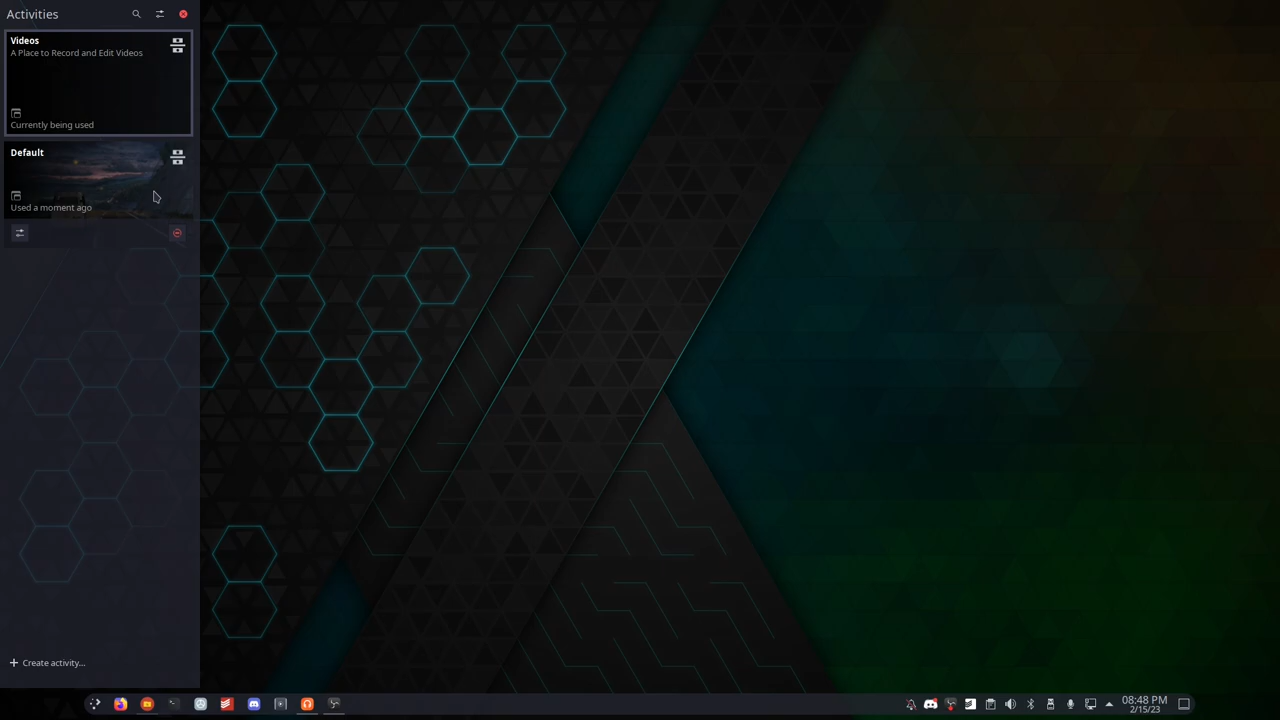 Activities
Videos
A Place to Record and Edit Videos
Currently being used
Default
Used a moment ago
Create activity...
08:48 PM
2/15/23